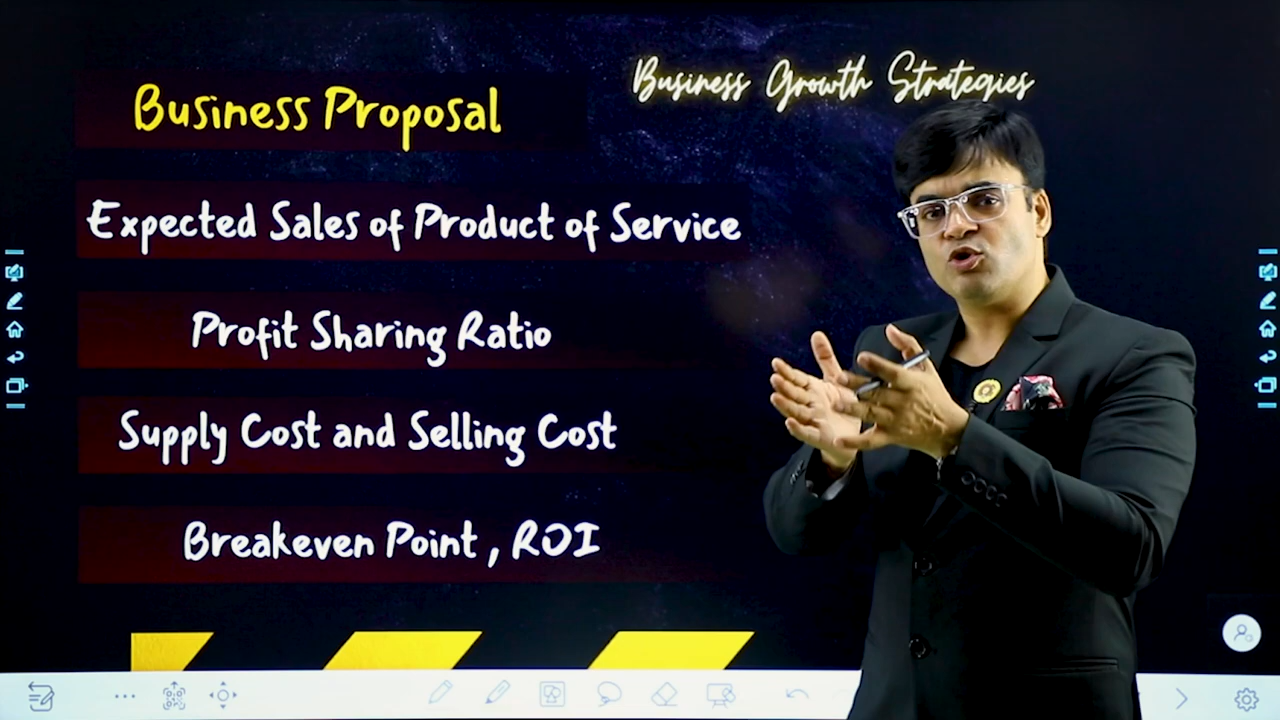 Business Growth Strategies
Business Proposal
Expected Sales of Product of Service
Profit Sharing Ratio
Supply Cost and Selling Cost
Breakeven Point , ROI